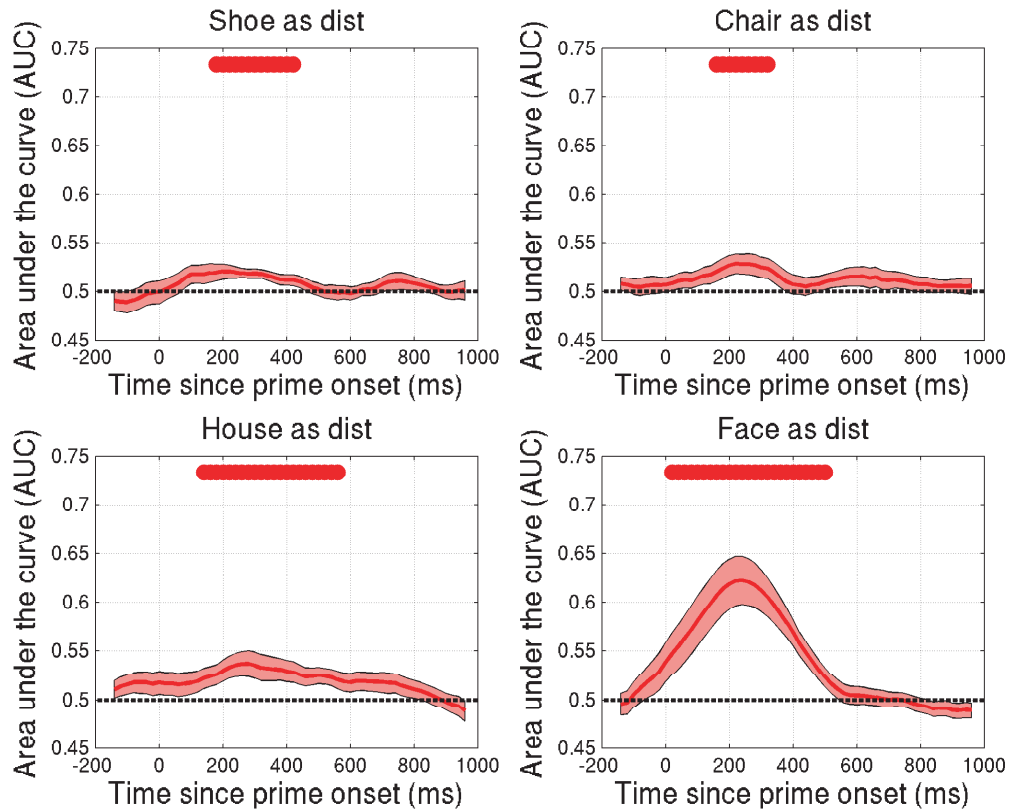 Shoe as dist
Area under the curve (AUC)
0.75
0.7
0.65
0.6
0.55
0.5
0.45
-200 0 200 400 600 800 1000
Time since prime onset (ms)
Chair as dist
Area under the curve (AUC)
0.75
0.7
0.65
0.6
0.55
0.5
0.45
-200 0 200 400 600 800 1000
Time since prime onset (ms)
House as dist
Area under the curve (AUC)
0.75
0.7
0.65
0.6
0.55
0.5
0.45
-200 0 200 400 600 800 1000
Time since prime onset (ms)
Face as dist
Area under the curve (AUC)
0.75
0.7
0.65
0.6
0.55
0.5
0.45
-200 0 200 400 600 800 1000
Time since prime onset (ms)